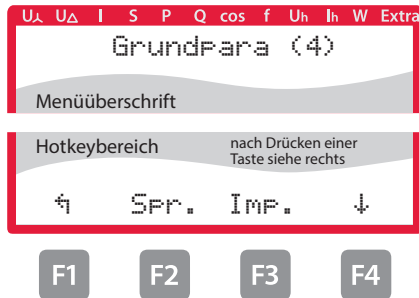 U⅄ U△ I S P Q cos f Uh Ih W Extra
Grundpara (4)
Menüüberschrift
Hotkeybereich
nach Drücken einer
Taste siehe rechts
↰ Spr. Imp. ↓
F1 F2 F3 F4